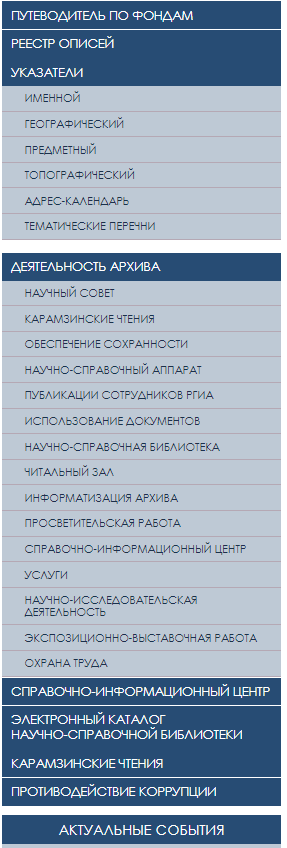 ПУТЕВОДИТЕЛЬ ПО ФОНДАМ
РЕЕСТР ОПИСЕЙ
УКАЗАТЕЛИ
ИМЕННОЙ
ГЕОГРАФИЧЕСКИЙ
ПРЕДМЕТНЫЙ
ТОПОГРАФИЧЕСКИЙ
АДРЕС-КАЛЕНДАРЬ
ТЕМАТИЧЕСКИЕ ПЕРЕЧНИ
ДЕЯТЕЛЬНОСТЬ АРХИВА
НАУЧНЫЙ СОВЕТ
КАРАМЗИНСКИЕ ЧТЕНИЯ
ОБЕСПЕЧЕНИЕ СОХРАННОСТИ
НАУЧНО-СПРАВОЧНЫЙ АППАРАТ
ПУБЛИКАЦИИ СОТРУДНИКОВ РГИА
ИСПОЛЬЗОВАНИЕ ДОКУМЕНТОВ
НАУЧНО-СПРАВОЧНАЯ БИБЛИОТЕКА
ЧИТАЛЬНЫЙ ЗАЛ
ИНФОРМАТИЗАЦИЯ АРХИВА
ПРОСВЕТИТЕЛЬСКАЯ РАБОТА
СПРАВОЧНО-ИНФОРМАЦИОННЫЙ ЦЕНТР
УСЛУГИ
НАУЧНО-ИССЛЕДОВАТЕЛЬСКАЯ
ДЕЯТЕЛЬНОСТЬ
ЭКСПОЗИЦИОННО-ВЫСТАВОЧНАЯ РАБОТА
ОХРАНА ТРУДА
СПРАВОЧНО-ИНФОРМАЦИОННЫЙ ЦЕНТР
ЭЛЕКТРОННЫЙ КАТАЛОГ
НАУЧНО-СПРАВОЧНОЙ БИБЛИОТЕКИ
КАРАМЗИНСКИЕ ЧТЕНИЯ
ПРОТИВОДЕЙСТВИЕ КОРРУПЦИИ
АКТУАЛЬНЫЕ СОБЫТИЯ